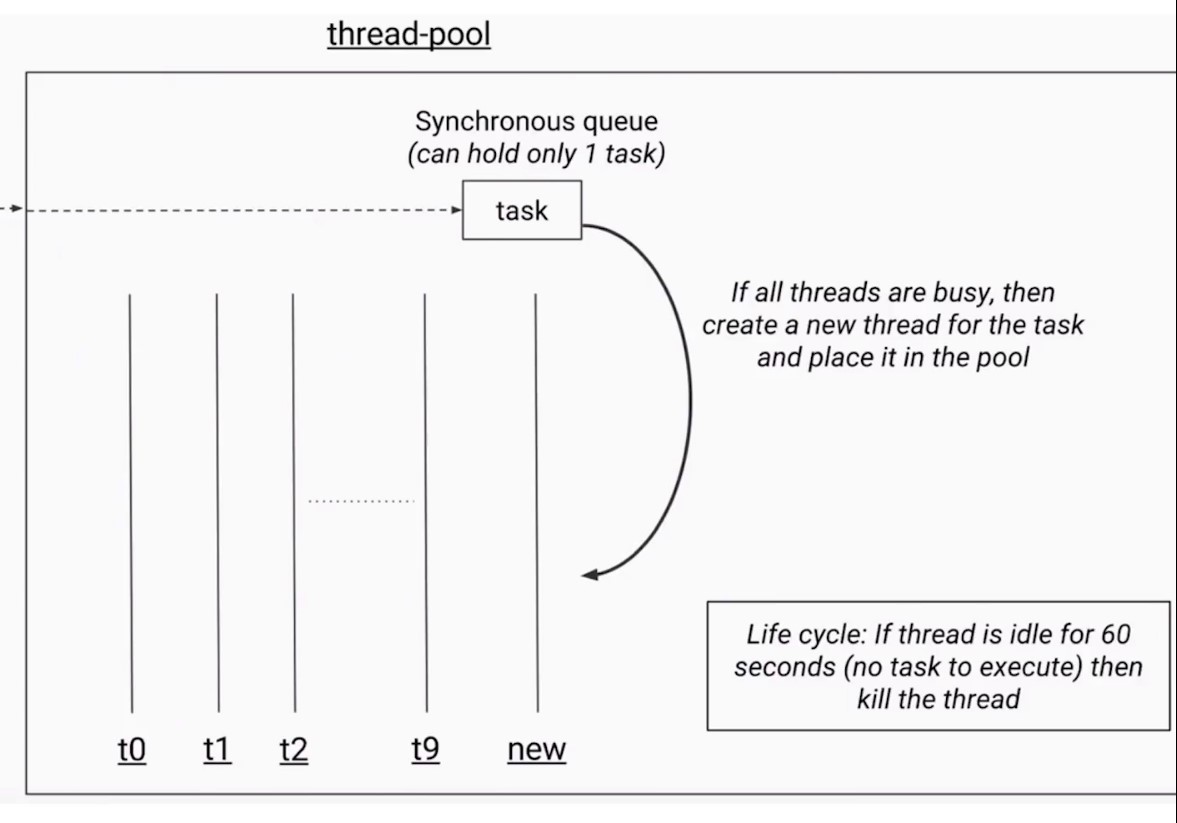 thread-pool
Synchronous queue
(can hold only 1 task)
task
If all threads are busy, then
create a new thread for the task
and place it in the pool
Life cycle: If thread is idle for 60
seconds (no task to execute) then
kill the thread
t0
t1
t2
t9
new